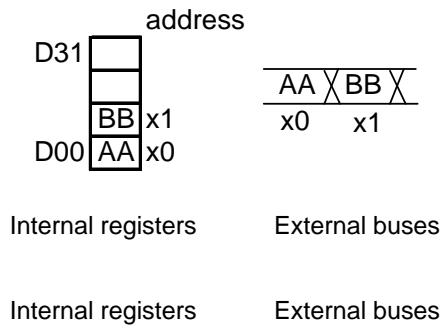 address
D31
AA BB
BB x1
x0 x1
D00 AA x0
Internal registers External buses
Internal registers External buses